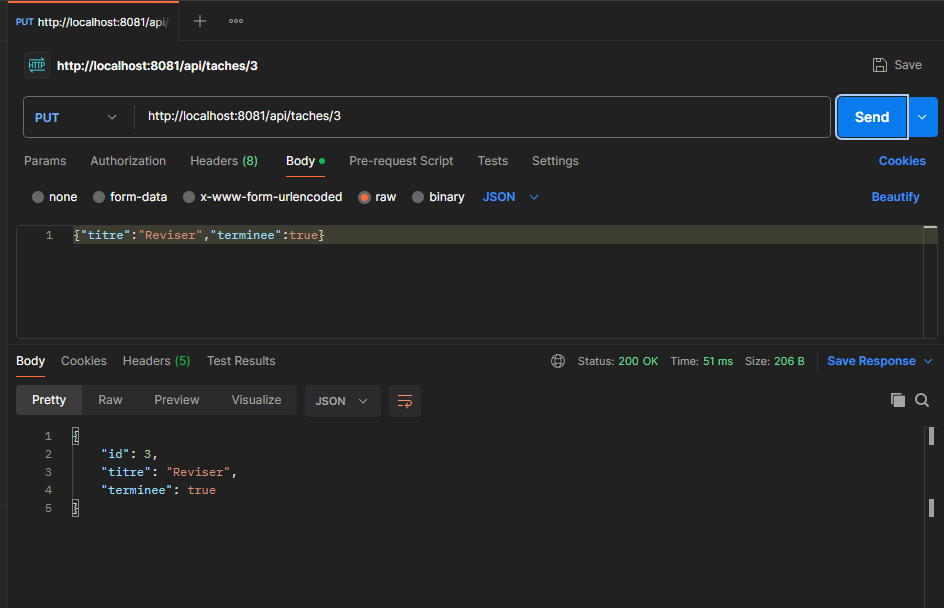 PUT http://localhost:8081/api/
HTTP http://localhost:8081/api/taches/3 Save
PUT http://localhost:8081/api/taches/3 Send
Params Authorization Headers (8) Body Pre-request Script Tests Settings Cookies
none form-data x-www-form-urlencoded raw binary JSON Beautify
1 {"titre":"Reviser","terminee":true}
Body Cookies Headers (5) Test Results Status: 200 OK Time: 51 ms Size: 206 B Save Response
Pretty Raw Preview Visualize JSON
1 {
2 "id": 3,
3 "titre": "Reviser",
4 "terminee": true
5 }